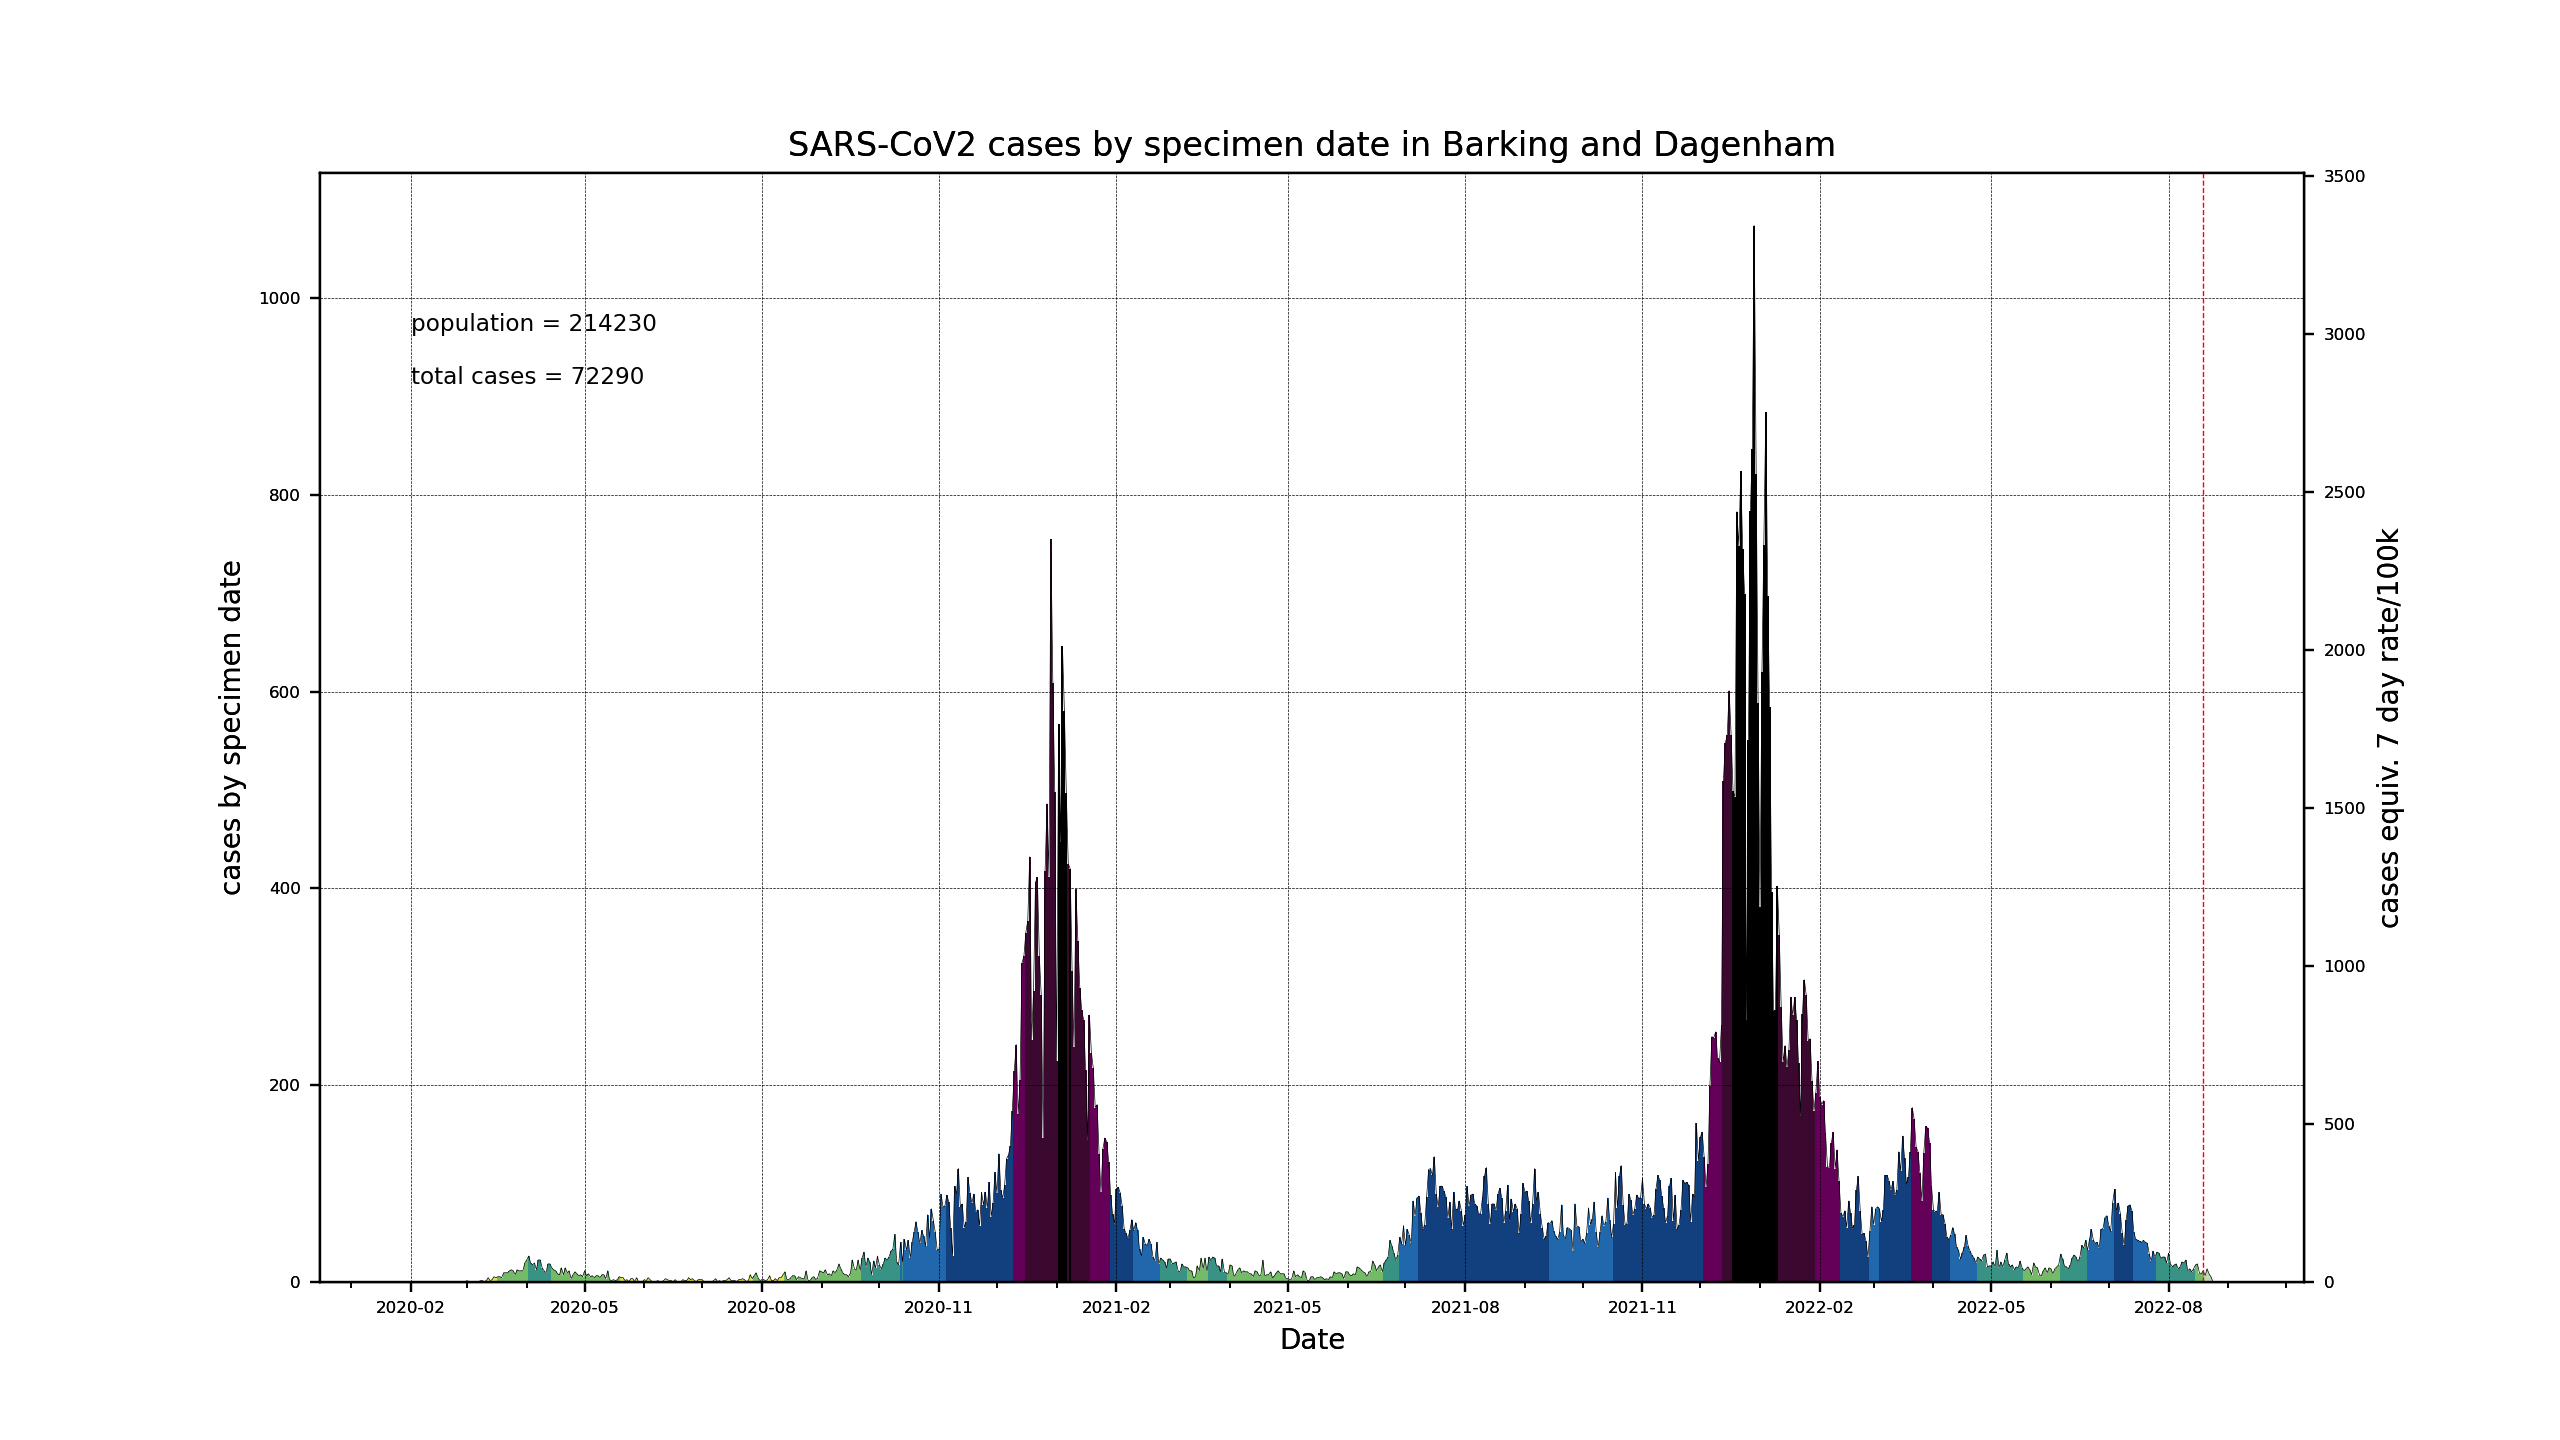 SARS-CoV2 cases by specimen date in Barking and Dagenham
population = 214230
total cases = 72290
cases by specimen date
1000
800
600
400
200
0
3500
3000
2500
2000
1500
1000
500
0
cases equiv. 7 day rate/100k
2020-02 2020-05 2020-08 2020-11 2021-02 2021-05 2021-08 2021-11 2022-02 2022-05 2022-08
Date